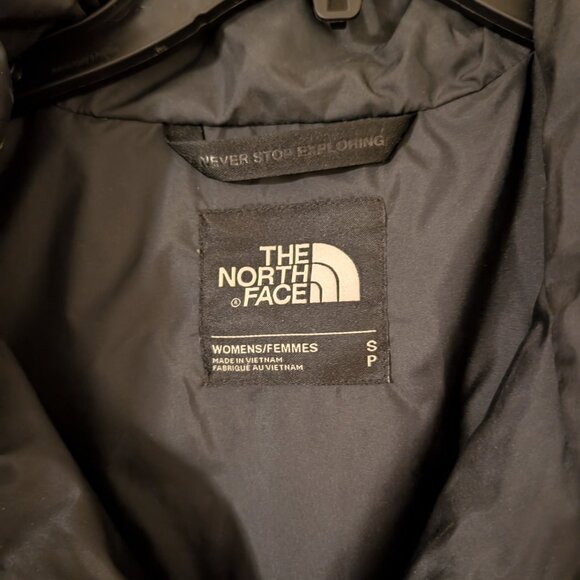 NEVER STOP EXPLORING
THE
NORTH
® FACE
WOMENS/FEMMES S
MADE IN VIETNAM P
FABRIQUÉ AU VIETNAM